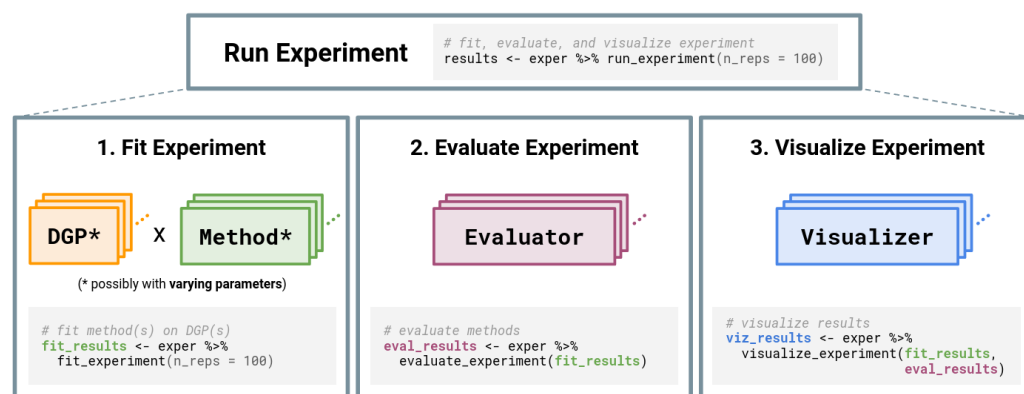 Run Experiment
# fit, evaluate, and visualize experiment
results <- exper %>% run_experiment(n_reps = 100)
1. Fit Experiment
DGP*
x
Method*
(* possibly with varying parameters)
# fit method(s) on DGP(s)
fit_results <- exper %>%
fit_experiment(n_reps = 100)
2. Evaluate Experiment
Evaluator
# evaluate methods
eval_results <- exper %>%
evaluate_experiment(fit_results)
3. Visualize Experiment
Visualizer
# visualize results
viz_results <- exper %>%
visualize_experiment(fit_results,
eval_results)